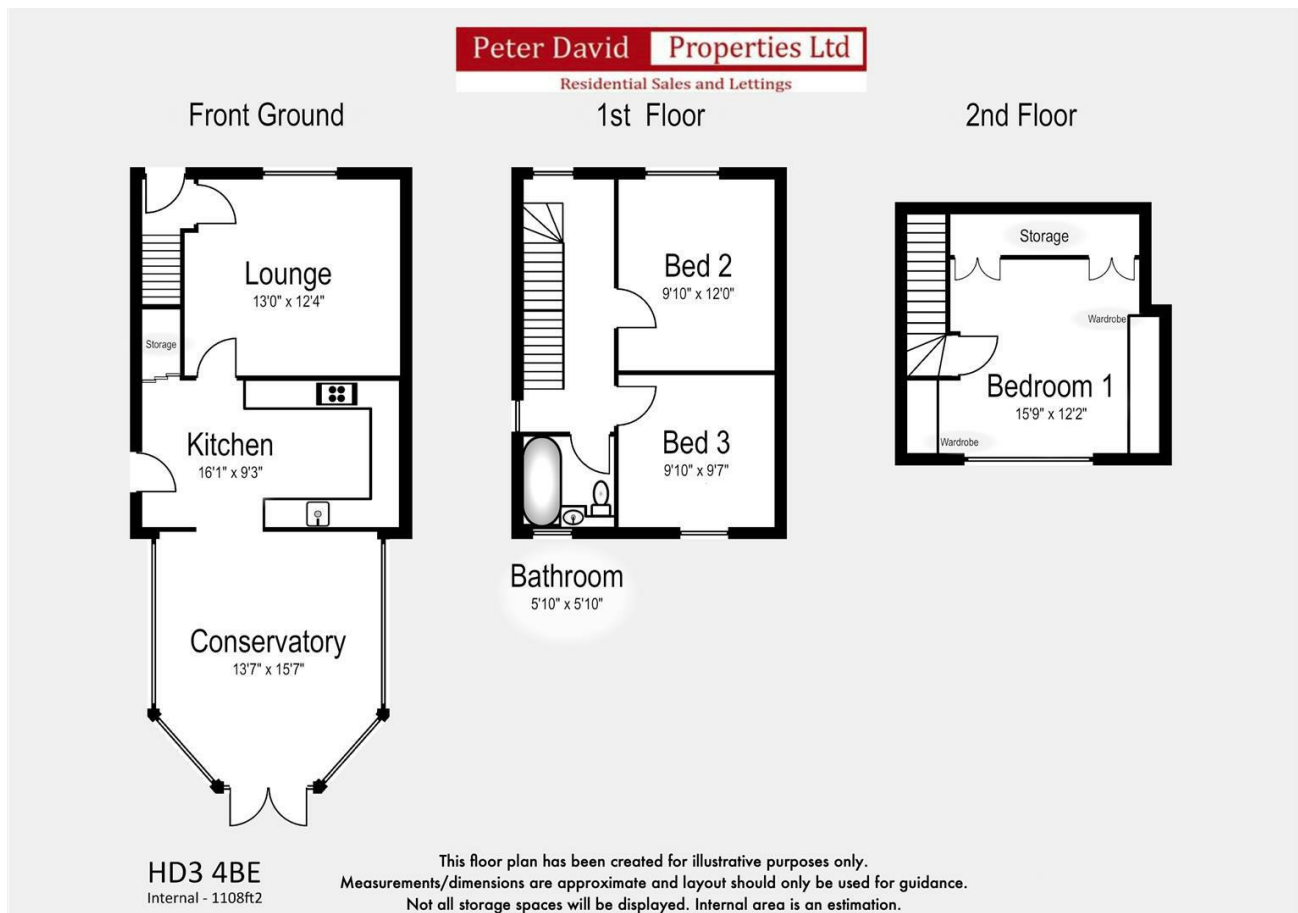 Peter David Properties Ltd
Residential Sales and Lettings
Front Ground
1st Floor
2nd Floor
Lounge
13'0" x 12'4"
Storage
Kitchen
16'1" x 9'3"
Conservatory
13'7" x 15'7"
Bed 2
9'10" x 12'0"
Bed 3
9'10" x 9'7"
Bathroom
5'10" x 5'10"
Storage
Wardrobe
Bedroom 1
15'9" x 12'2"
Wardrobe
HD3 4BE
Internal - 1108ft2
This floor plan has been created for illustrative purposes only.
Measurements/dimensions are approximate and layout should only be used for guidance.
Not all storage spaces will be displayed. Internal area is an estimation.